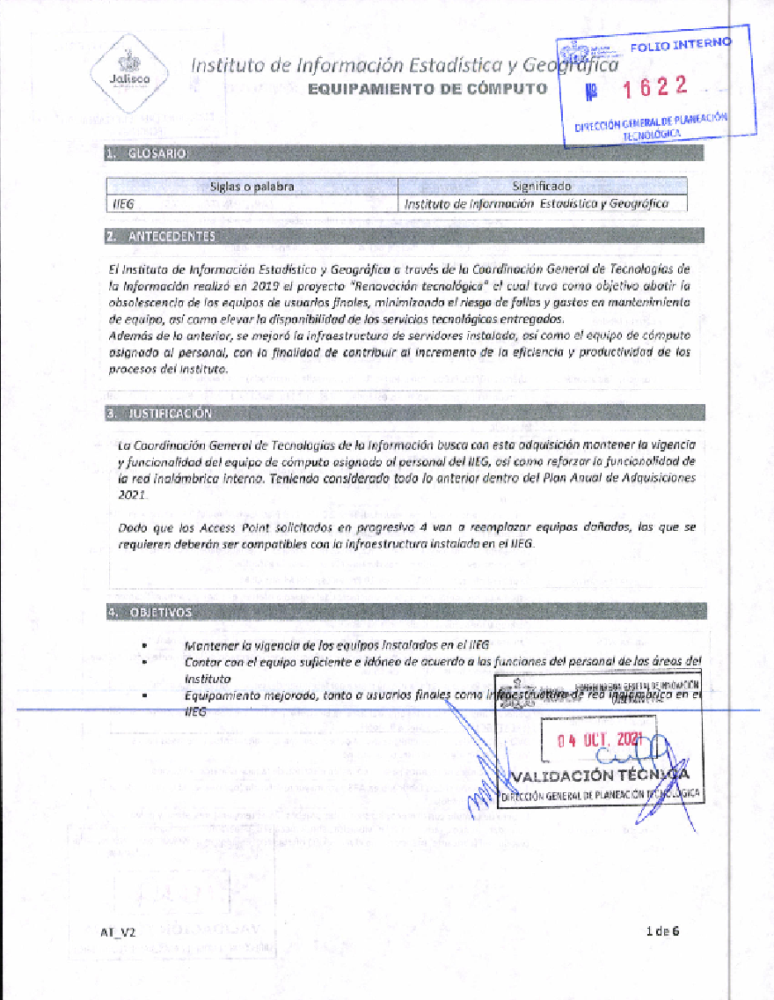 Jalisco
Instituto de Información Estadística y Geográfica
EQUIPAMIENTO DE CÓMPUTO
FOLIO INTERNO
Nº 1622
DIRECCIÓN GENERAL DE PLANEACIÓN
TECNOLÓGICA
1. GLOSARIO
Siglas o palabra Significado
IIEG Instituto de Información Estadística y Geográfica
2. ANTECEDENTES
El Instituto de Información Estadística y Geográfica a través de la Coordinación General de Tecnologías de
la Información realizó en 2019 el proyecto "Renovación tecnológica" el cual tuvo como objetivo abatir la
obsolescencia de los equipos de usuarios finales, minimizando el riesgo de fallas y gastos en mantenimiento
de equipo, así como elevar la disponibilidad de los servicios tecnológicos entregados.
Además de lo anterior, se mejoró la infraestructura de servidores instalada, así como el equipo de cómputo
asignado al personal, con la finalidad de contribuir al incremento de la eficiencia y productividad de los
procesos del Instituto.
3. JUSTIFICACIÓN
La Coordinación General de Tecnologías de la Información busca con esta adquisición mantener la vigencia
y funcionalidad del equipo de cómputo asignado al personal del IIEG, así como reforzar la funcionalidad de
la red inalámbrica interna. Teniendo considerado todo lo anterior dentro del Plan Anual de Adquisiciones
2021.
Dado que los Access Point solicitados en progresivo 4 van a reemplazar equipos dañados, los que se
requieren deberán ser compatibles con la infraestructura instalada en el IIEG.
4. OBJETIVOS
• Mantener la vigencia de los equipos instalados en el IIEG
• Contar con el equipo suficiente e idóneo de acuerdo a las funciones del personal de las áreas del
Instituto
• Equipamiento mejorado, tanto a usuarios finales como infraestructura de red inalámbrica en el
IIEG
04 OCT. 2021
VALIDACIÓN TÉCNICA
DIRECCIÓN GENERAL DE PLANEACIÓN TECNOLÓGICA
AT_V2 1 de 6